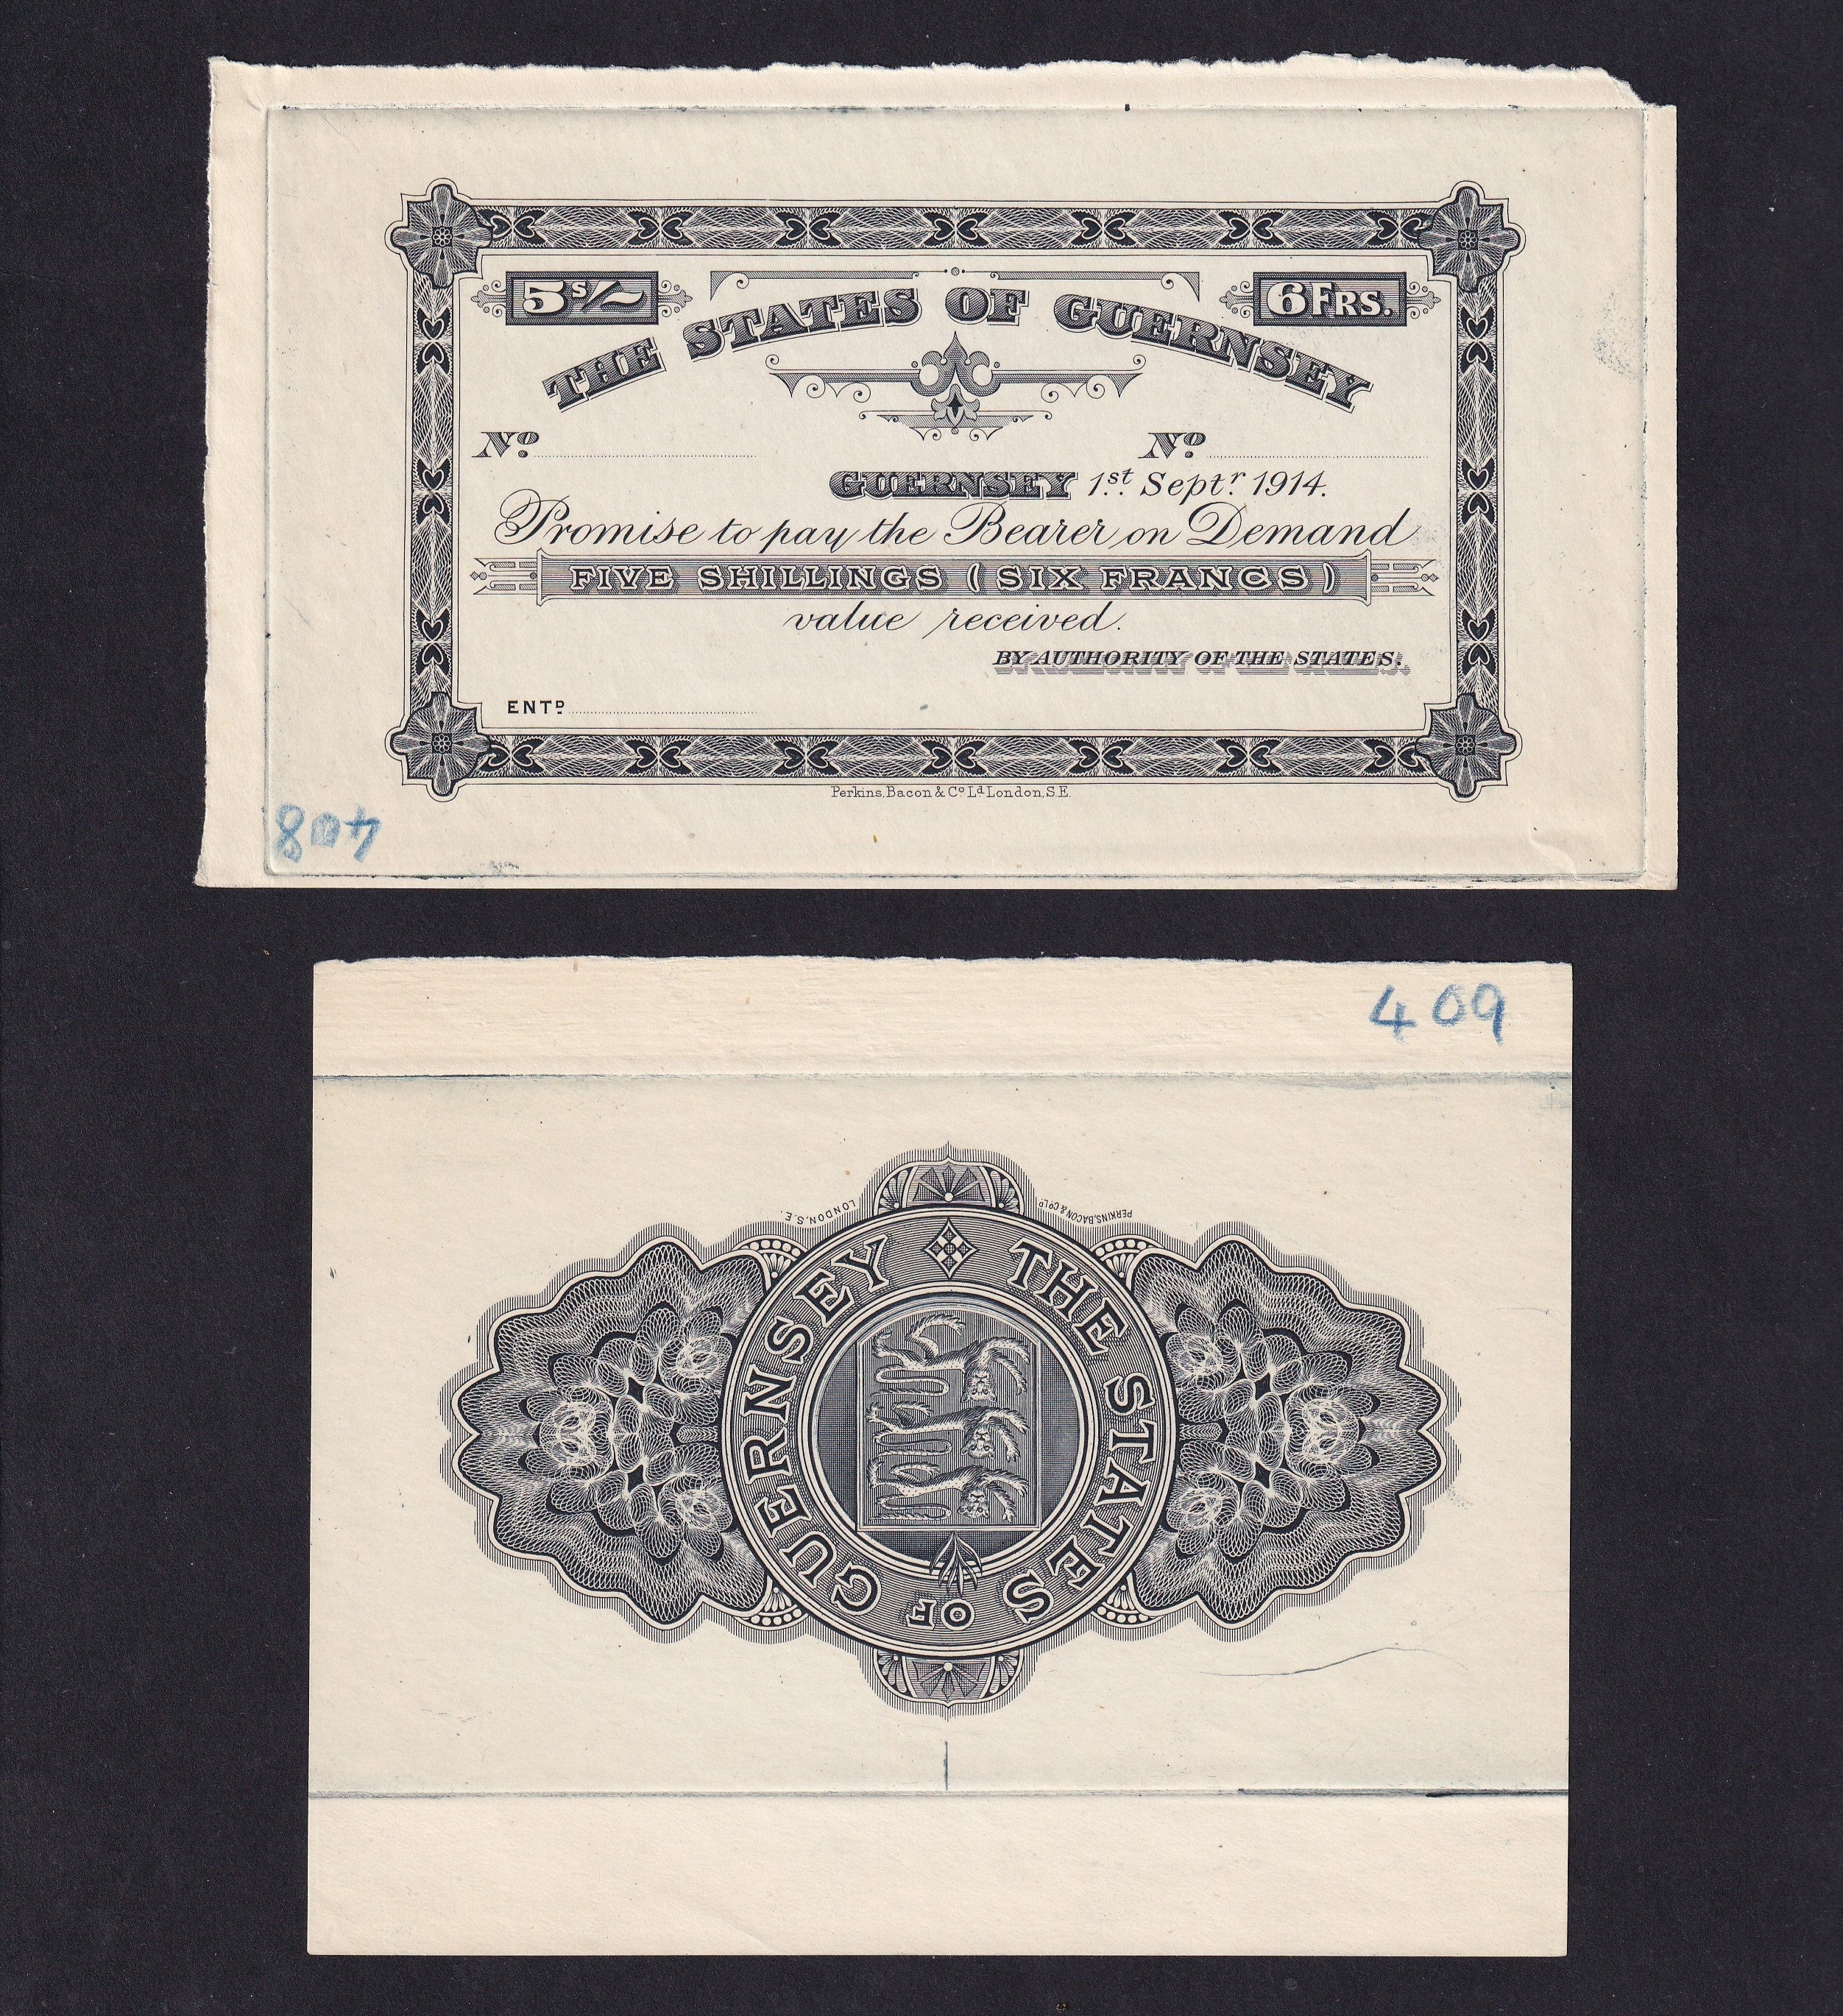 5s/- 6FRS.
THE STATES OF GUERNSEY
Nº Nº
GUERNSEY 1st Septr 1914.
Promise to pay the Bearer on Demand
FIVE SHILLINGS (SIX FRANCS)
value received.
BY AUTHORITY OF THE STATES.
ENTD
Perkins, Bacon & Co Ld London, S.E.
408
409
PERKINS, BACON & CO LD LONDON, S.E.
THE STATES OF GUERNSEY